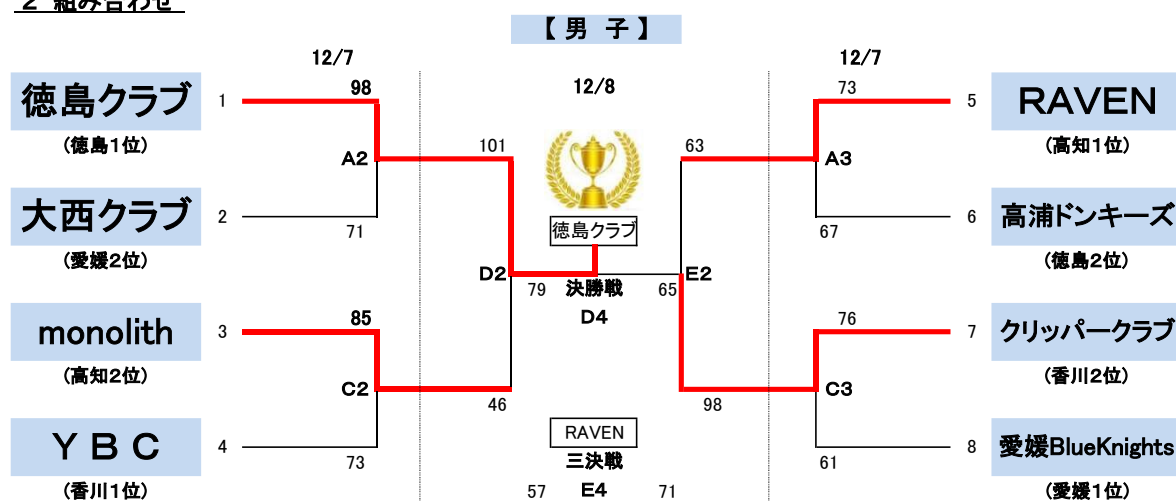 2 組み合わせ
【 男 子 】
12/7
12/8
12/7
徳島クラブ
(徳島1位)
1
98
A2
大西クラブ
(愛媛2位)
2
71
monolith
(高知2位)
3
85
C2
YBC
(香川1位)
4
73
101
D2
46
徳島クラブ
79 決勝戦 65
D4
RAVEN
三決戦
57 E4 71
63
E2
98
73
5
RAVEN
(高知1位)
A3
67
6
高浦ドンキーズ
(徳島2位)
76
7
クリッパークラブ
(香川2位)
C3
61
8
愛媛BlueKnights
(愛媛1位)